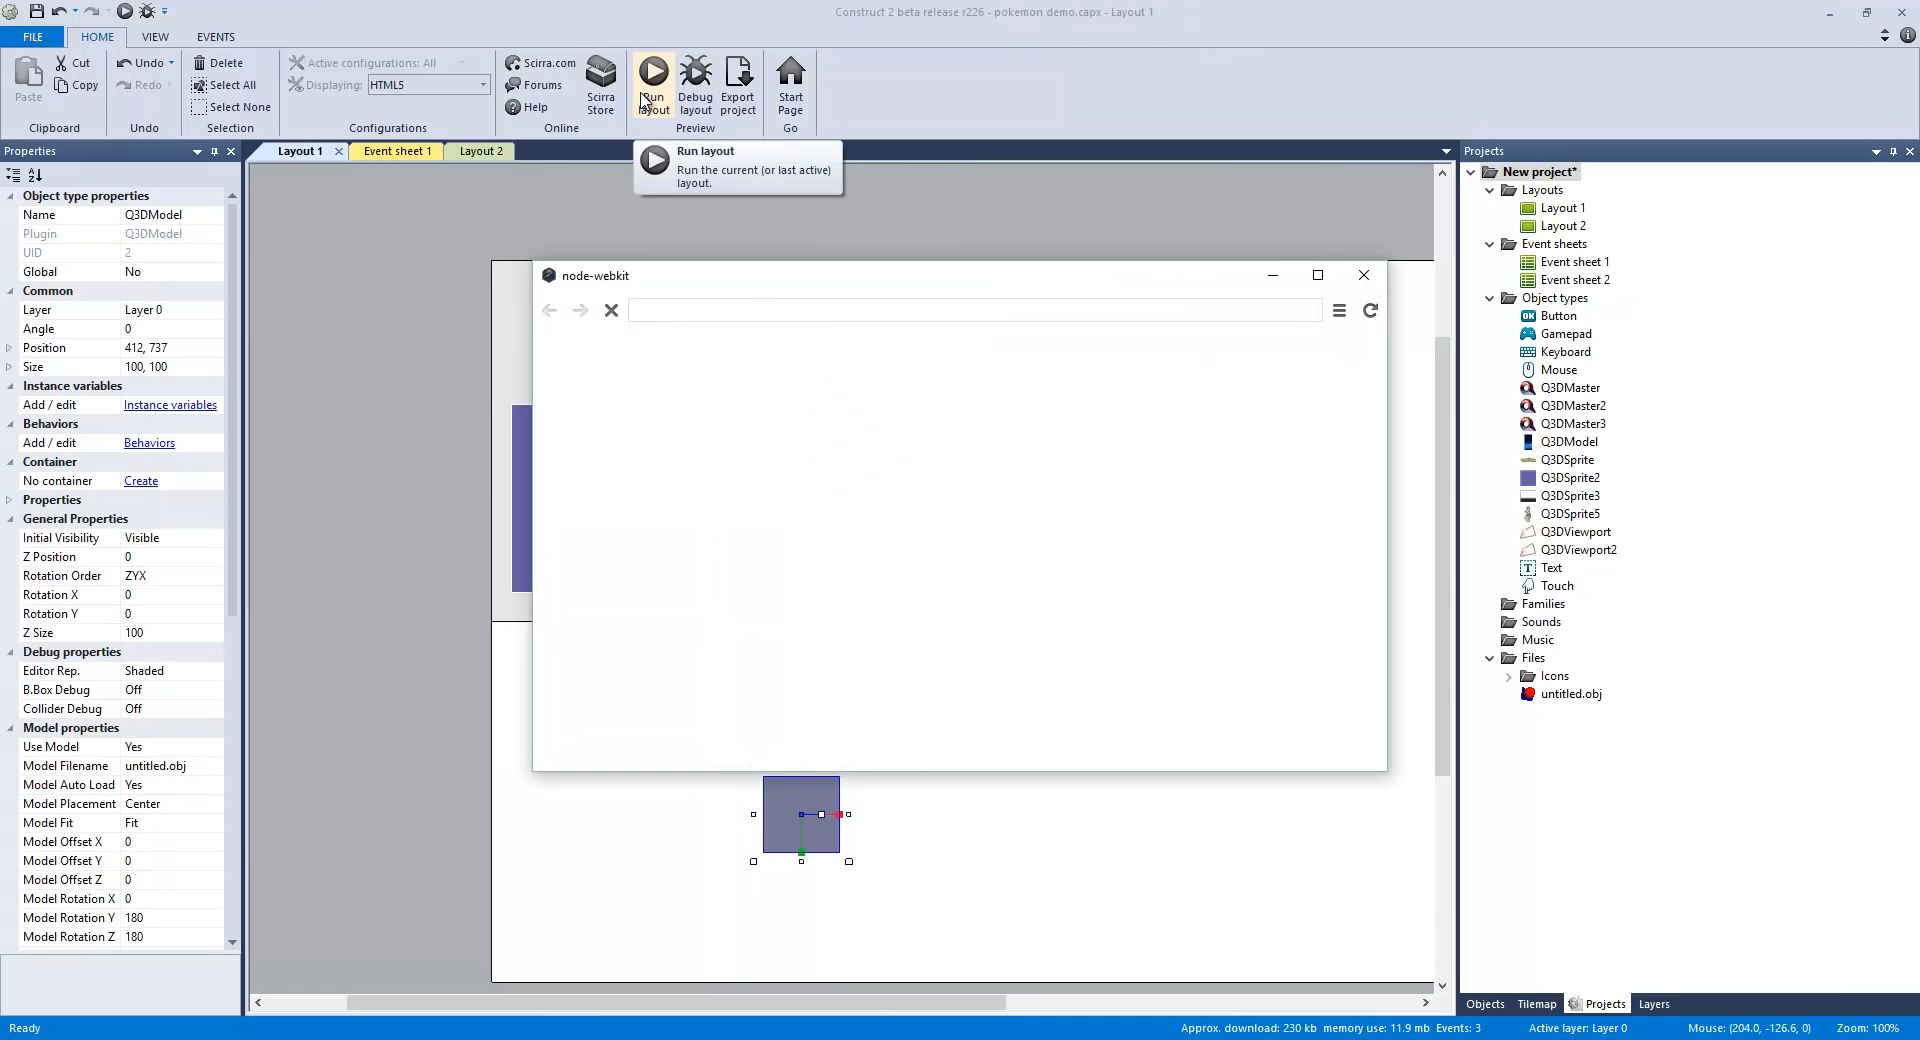 Construct 2 beta release r226 - pokemon demo.capx - Layout 1
FILE HOME VIEW EVENTS
Paste
Cut
Copy
Clipboard
Undo
Redo
Undo
Delete
Select All
Select None
Selection
Active configurations: All
Displaying: HTML5
Configurations
Scirra.com
Forums
Help
Scirra Store
Online
Run layout
Debug layout
Export project
Preview
Start Page
Go
Properties
Layout 1
Event sheet 1
Layout 2
Run layout
Run the current (or last active)
layout.
Object type properties
Name Q3DModel
Plugin Q3DModel
UID 2
Global No
Common
Layer Layer 0
Angle 0
Position 412, 737
Size 100, 100
Instance variables
Add / edit Instance variables
Behaviors
Add / edit Behaviors
Container
No container Create
Properties
General Properties
Initial Visibility Visible
Z Position 0
Rotation Order ZYX
Rotation X 0
Rotation Y 0
Z Size 100
Debug properties
Editor Rep. Shaded
B.Box Debug Off
Collider Debug Off
Model properties
Use Model Yes
Model Filename untitled.obj
Model Auto Load Yes
Model Placement Center
Model Fit Fit
Model Offset X 0
Model Offset Y 0
Model Offset Z 0
Model Rotation X 0
Model Rotation Y 180
Model Rotation Z 180
node-webkit
Projects
New project*
Layouts
Layout 1
Layout 2
Event sheets
Event sheet 1
Event sheet 2
Object types
OK Button
Gamepad
Keyboard
Mouse
Q3DMaster
Q3DMaster2
Q3DMaster3
Q3DModel
Q3DSprite
Q3DSprite2
Q3DSprite3
Q3DSprite5
Q3DViewport
Q3DViewport2
T Text
Touch
Families
Sounds
Music
Files
Icons
untitled.obj
Objects Tilemap Projects Layers
Ready
Approx. download: 230 kb memory use: 11.9 mb Events: 3
Active layer: Layer 0
Mouse: (204.0, -126.6, 0)
Zoom: 100%